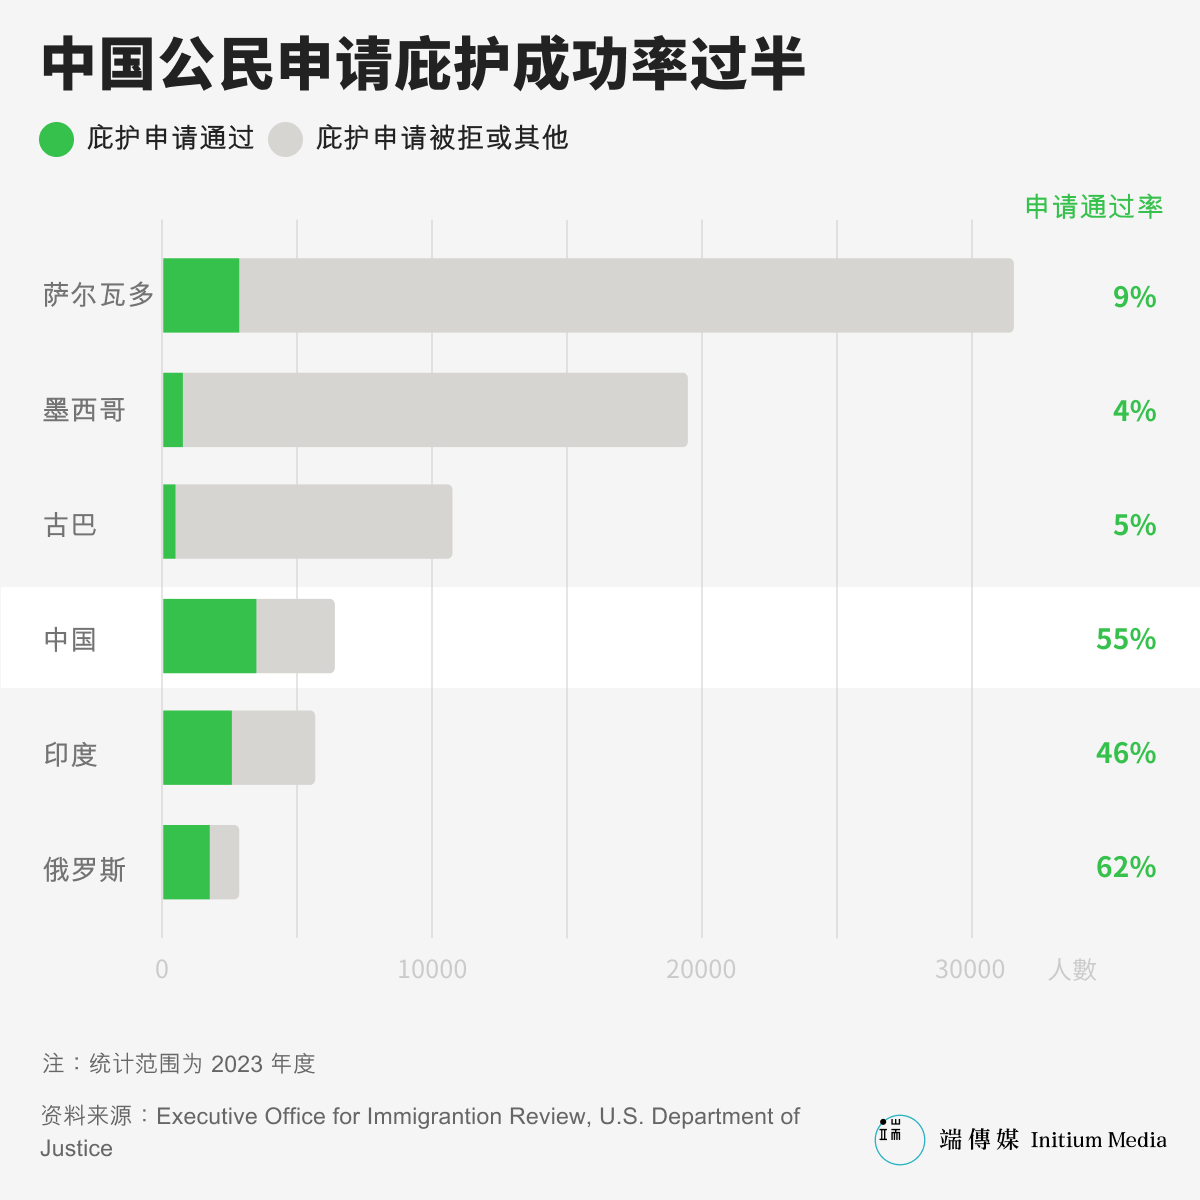 中国公民申请庇护成功率过半
庇护申请通过 庇护申请被拒或其他
申请通过率
萨尔瓦多 9%
墨西哥 4%
古巴 5%
中国 55%
印度 46%
俄罗斯 62%
0 10000 20000 30000 人數
注：统计范围为 2023 年度
资料来源：Executive Office for Immigrantion Review, U.S. Department of
Justice
端傳媒 Initium Media